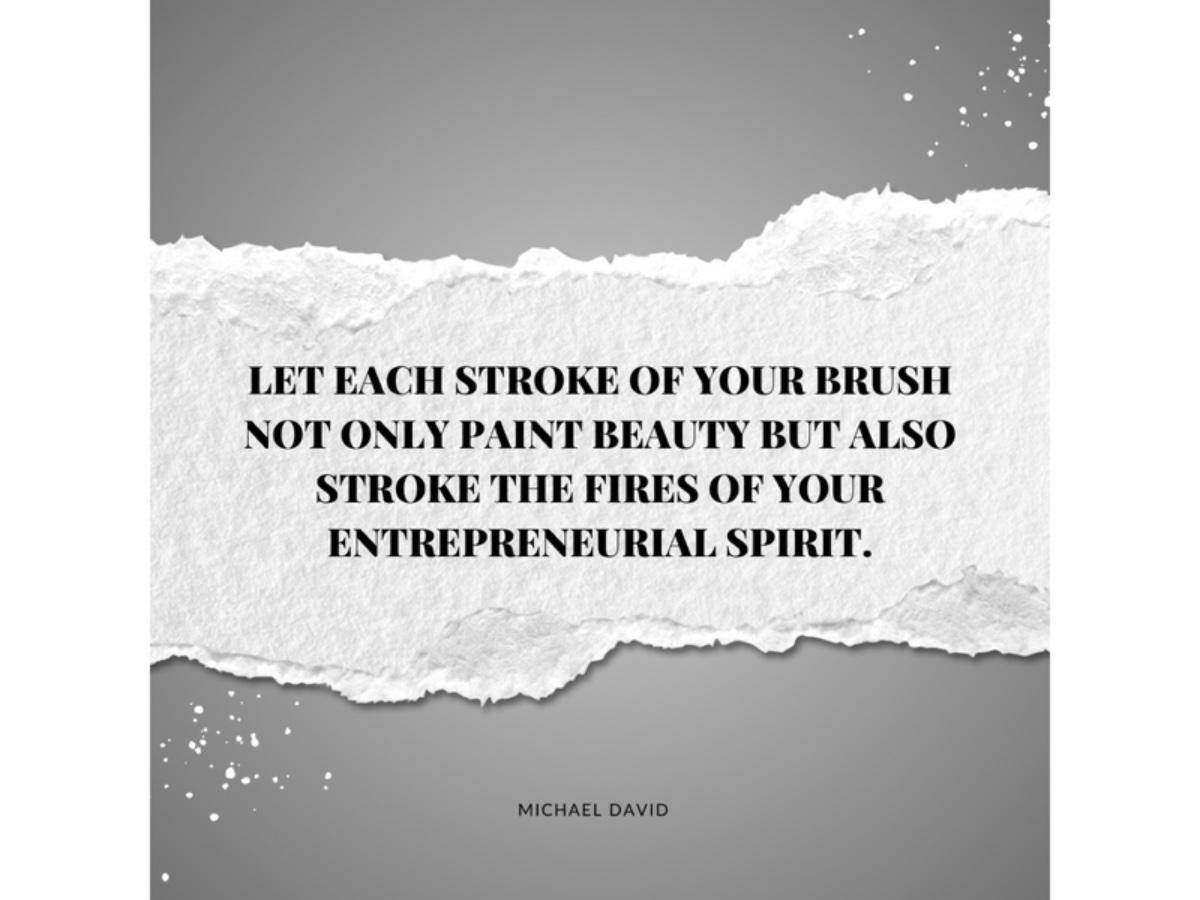 LET EACH STROKE OF YOUR BRUSH
NOT ONLY PAINT BEAUTY BUT ALSO
STROKE THE FIRES OF YOUR
ENTREPRENEURIAL SPIRIT.
MICHAEL DAVID